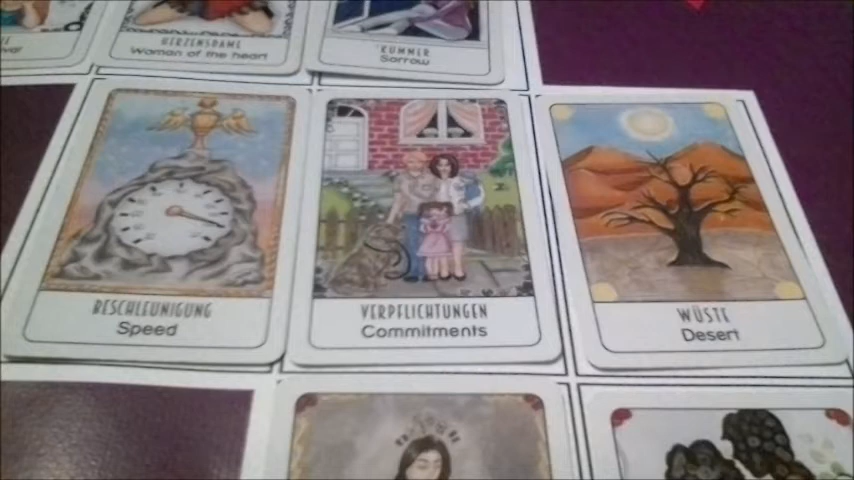 HERZENSDAME
Woman of the heart
KUMMER
Sorrow
BESCHLEUNIGUNG
Speed
VERPFLICHTUNGEN
Commitments
WÜSTE
Desert